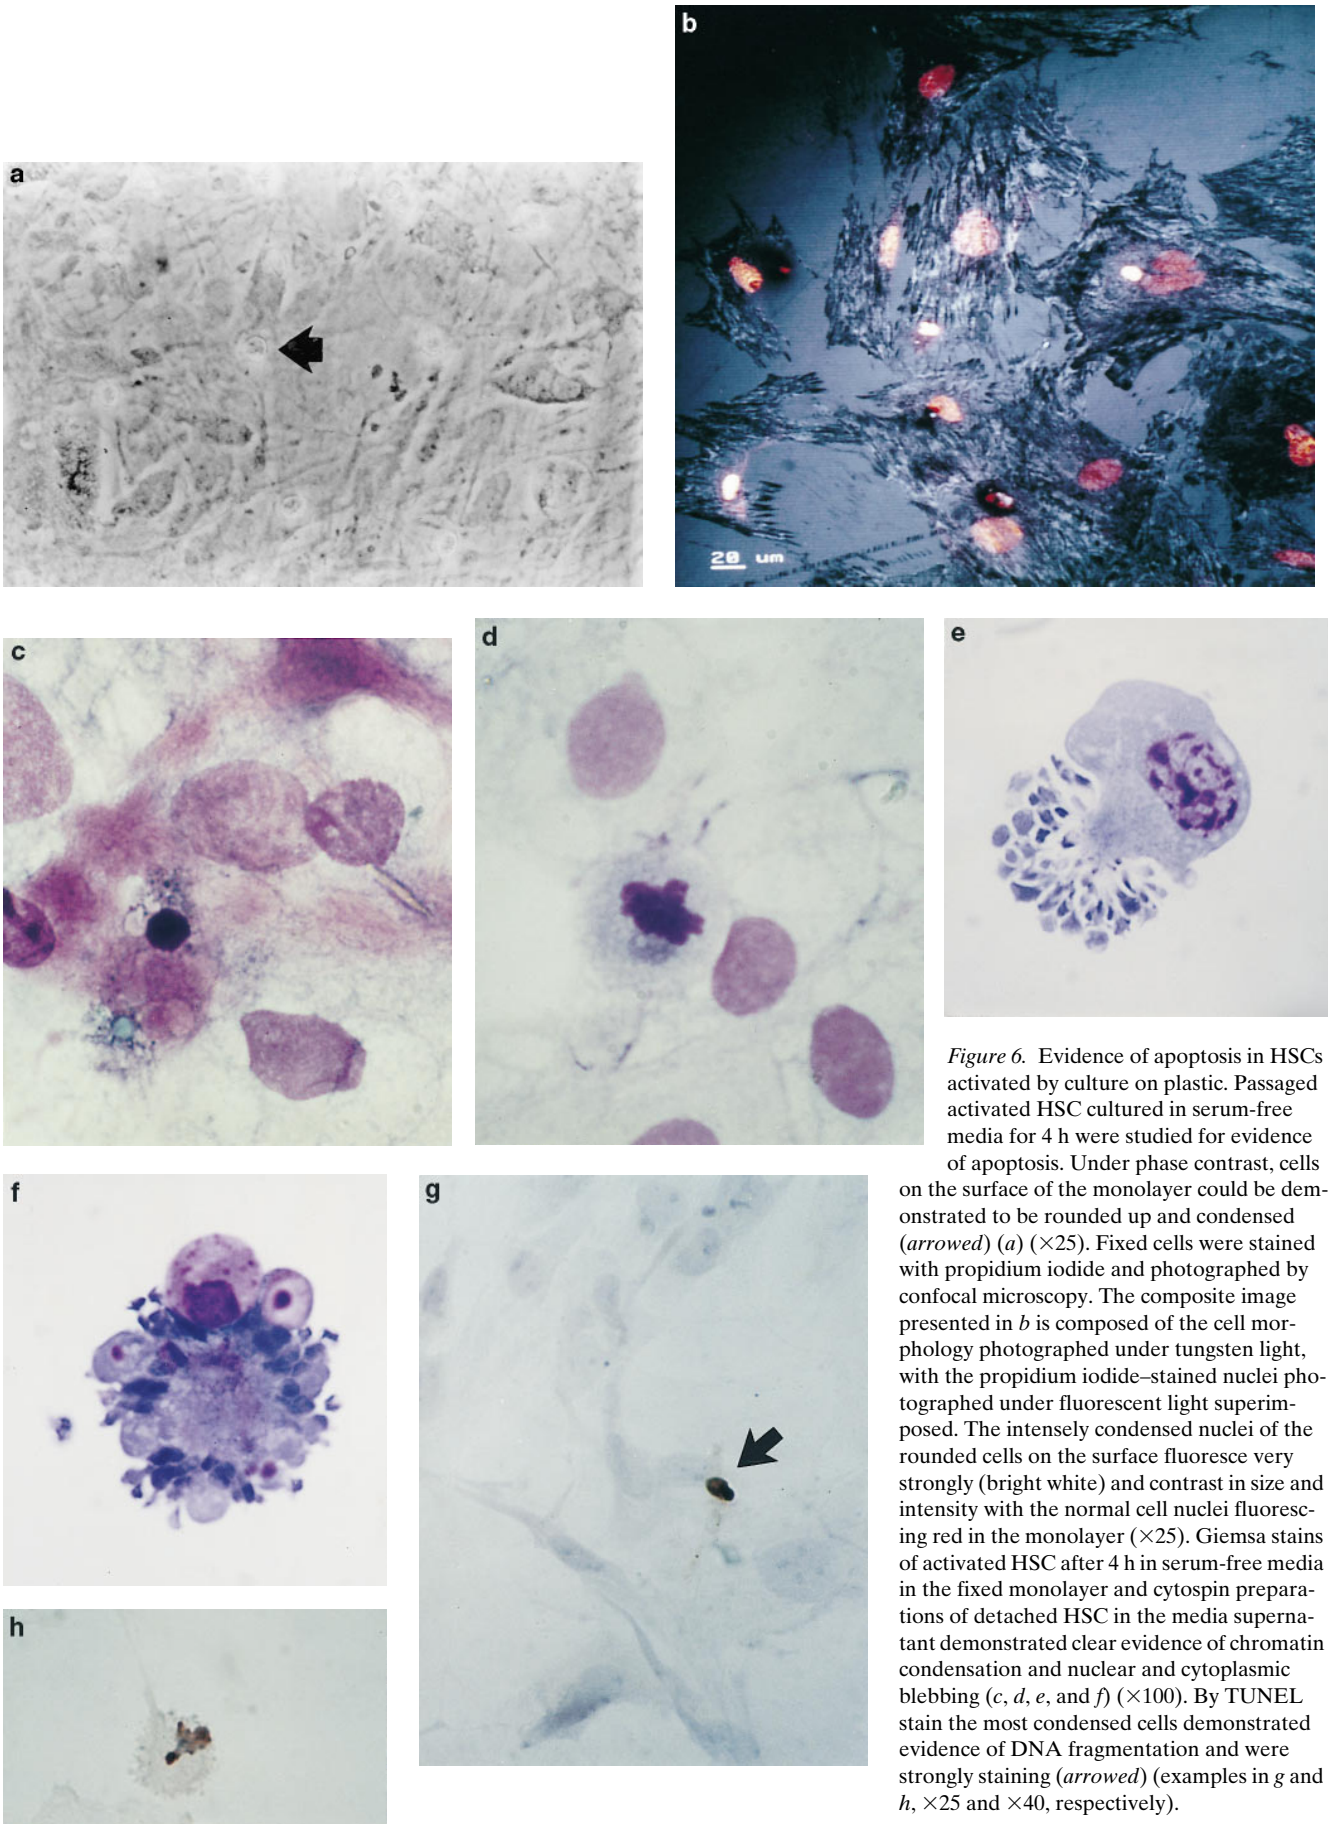 a
b
20 um
c
d
e
Figure 6. Evidence of apoptosis in HSCs
activated by culture on plastic. Passaged
activated HSC cultured in serum-free
media for 4 h were studied for evidence
of apoptosis. Under phase contrast, cells
on the surface of the monolayer could be dem-
onstrated to be rounded up and condensed
(arrowed) (a) (×25). Fixed cells were stained
with propidium iodide and photographed by
confocal microscopy. The composite image
presented in b is composed of the cell mor-
phology photographed under tungsten light,
with the propidium iodide–stained nuclei pho-
tographed under fluorescent light superim-
posed. The intensely condensed nuclei of the
rounded cells on the surface fluoresce very
strongly (bright white) and contrast in size and
intensity with the normal cell nuclei fluoresc-
ing red in the monolayer (×25). Giemsa stains
of activated HSC after 4 h in serum-free media
in the fixed monolayer and cytospin prepara-
tions of detached HSC in the media superna-
tant demonstrated clear evidence of chromatin
condensation and nuclear and cytoplasmic
blebbing (c, d, e, and f) (×100). By TUNEL
stain the most condensed cells demonstrated
evidence of DNA fragmentation and were
strongly staining (arrowed) (examples in g and
h, ×25 and ×40, respectively).
f
g
h